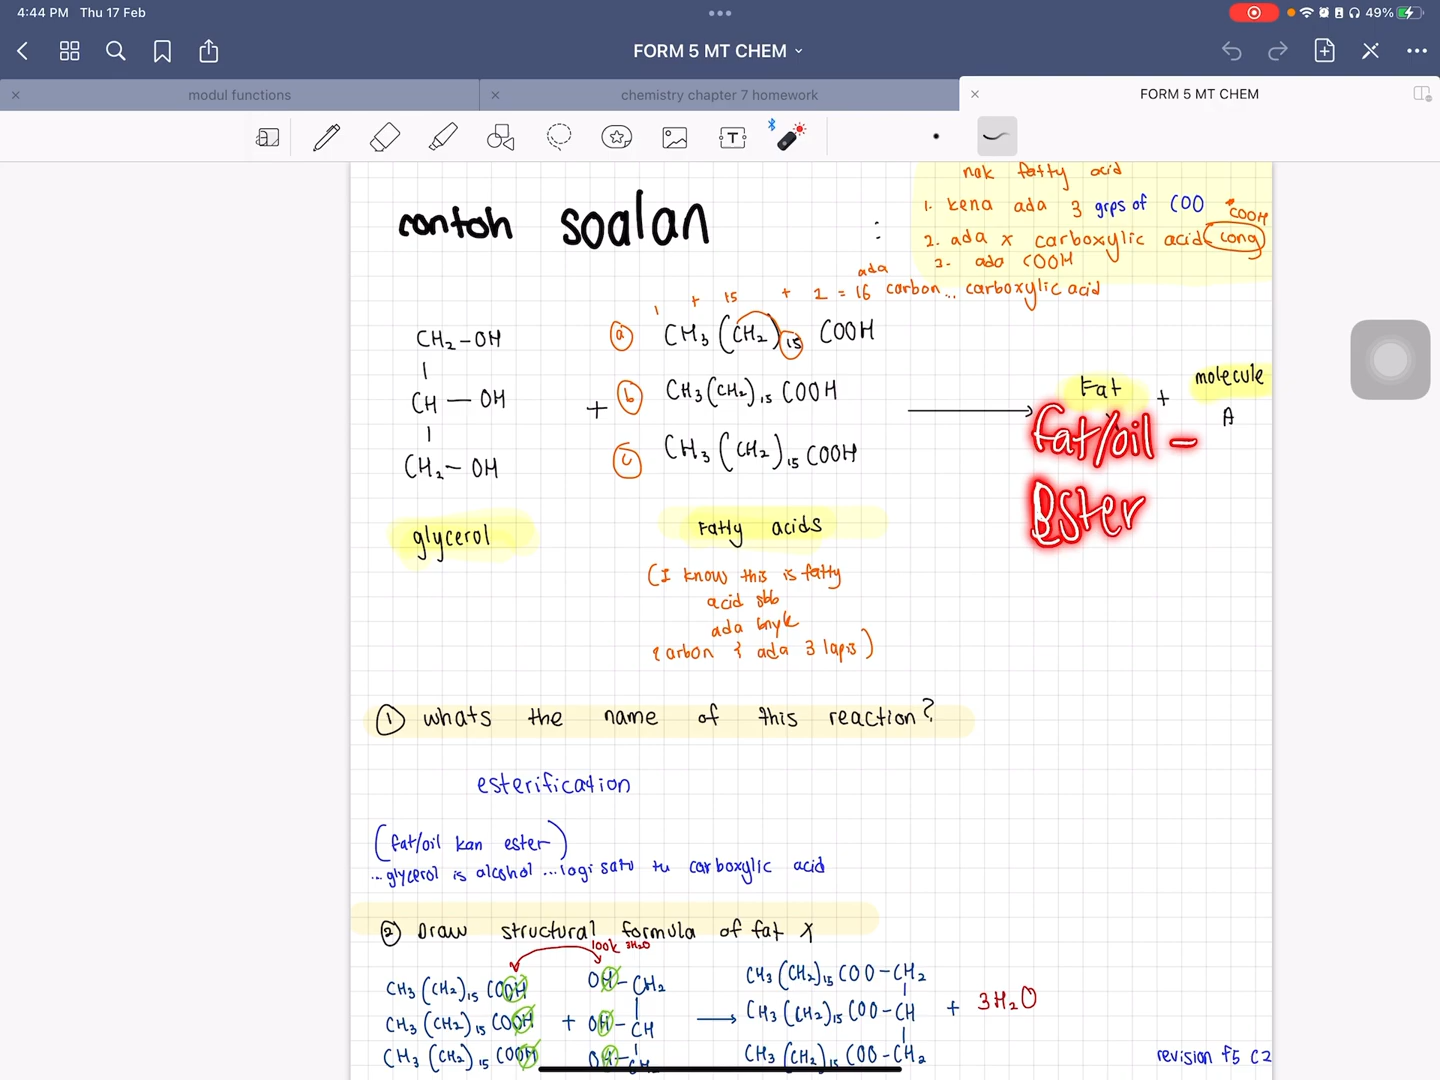 4:44 PM Thu 17 Feb
49%
FORM 5 MT CHEM
modul functions
chemistry chapter 7 homework
FORM 5 MT CHEM
nak fatty acid
1. kena ada 3 grps of COO
*COOH
2. ada x carboxylic acid - long
3. ada COOH
contoh soalan :
ada
1 + 15 + 1 = 16 carbon... carboxylic acid
CH₂-OH
CH — OH
CH₂- OH
+
a CH₃(CH₂)₁₅ COOH
b CH₃(CH₂)₁₅ COOH
c CH₃(CH₂)₁₅ COOH
Fat + molecule
A
fat/oil -
Ester
glycerol
Fatty acids
(I know this is fatty
acid sbb
ada bnyk
carbon & ada 3 lapis)
① whats the name of this reaction?
esterification
(fat/oil kan ester)
...glycerol is alcohol ...lagi satu tu carboxylic acid
② Draw structural formula of fat X
look 3H₂O
CH₃(CH₂)₁₅ COOH OH-CH₂ CH₃(CH₂)₁₅ COO-CH₂
CH₃(CH₂)₁₅ COOH + OH-CH CH₃(CH₂)₁₅ COO-CH + 3H₂O
CH₃(CH₂)₁₅ COOH OH-CH₂ CH₃(CH₂)₁₅ COO-CH₂
revision F5 C2